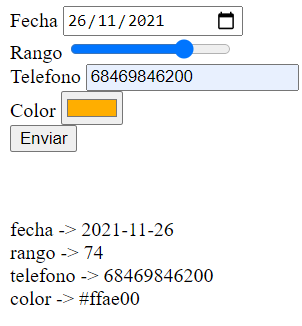 Fecha 26/11/2021
Rango
Telefono 68469846200
Color
Enviar
fecha -> 2021-11-26
rango -> 74
telefono -> 68469846200
color -> #ffae00